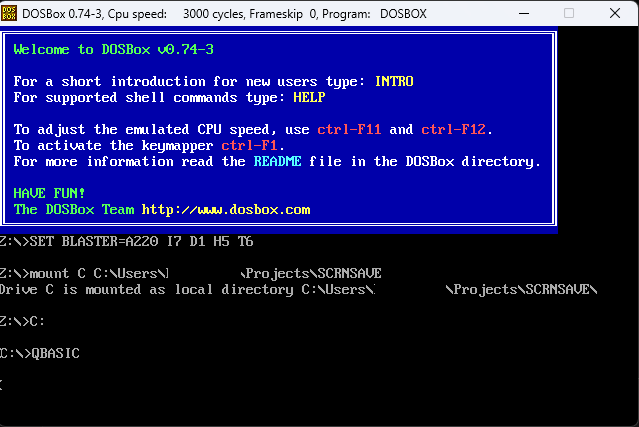 DOSBox 0.74-3, Cpu speed: 3000 cycles, Frameskip 0, Program: DOSBOX
Welcome to DOSBox v0.74-3
For a short introduction for new users type: INTRO
For supported shell commands type: HELP
To adjust the emulated CPU speed, use ctrl-F11 and ctrl-F12.
To activate the keymapper ctrl-F1.
For more information read the README file in the DOSBox directory.
HAVE FUN!
The DOSBox Team http://www.dosbox.com
Z:\>SET BLASTER=A220 I7 D1 H5 T6
Z:\>mount C C:\Users\ \Projects\SCRNSAVE
Drive C is mounted as local directory C:\Users\ \Projects\SCRNSAVE\
Z:\>C:
C:\>QBASIC